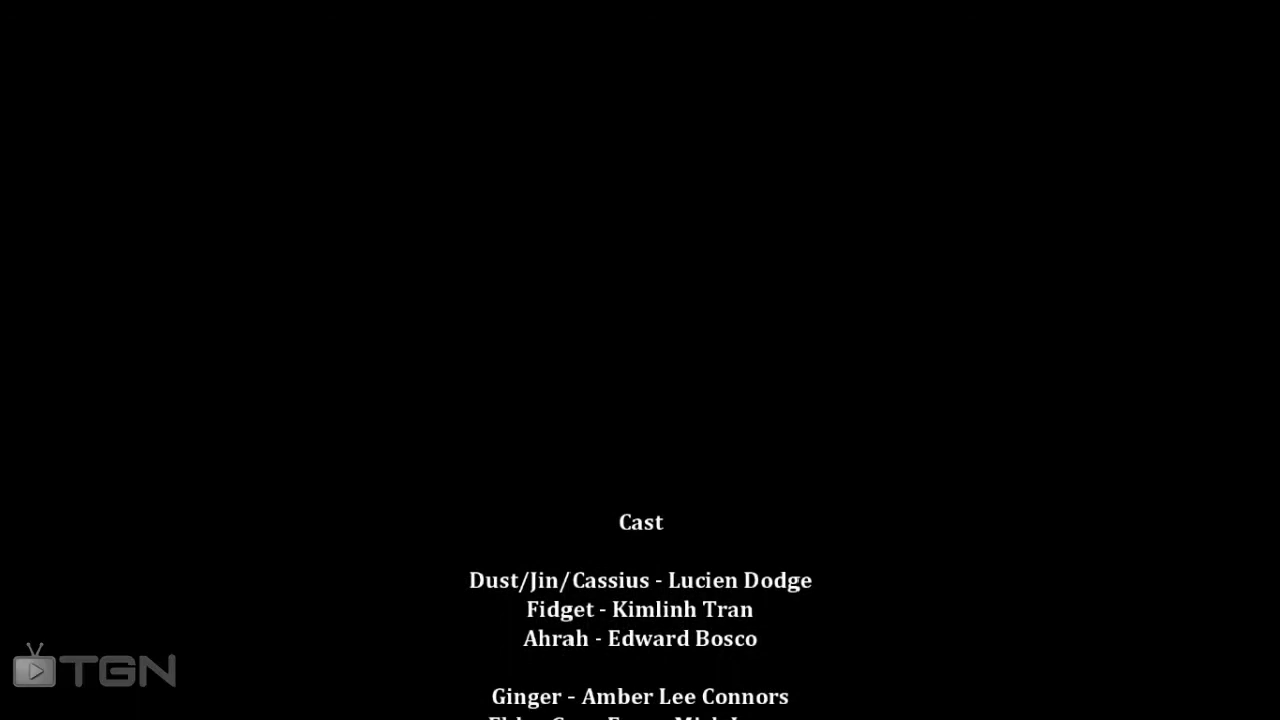 Cast
Dust/Jin/Cassius - Lucien Dodge
Fidget - Kimlinh Tran
Ahrah - Edward Bosco
Ginger - Amber Lee Connors
TGN